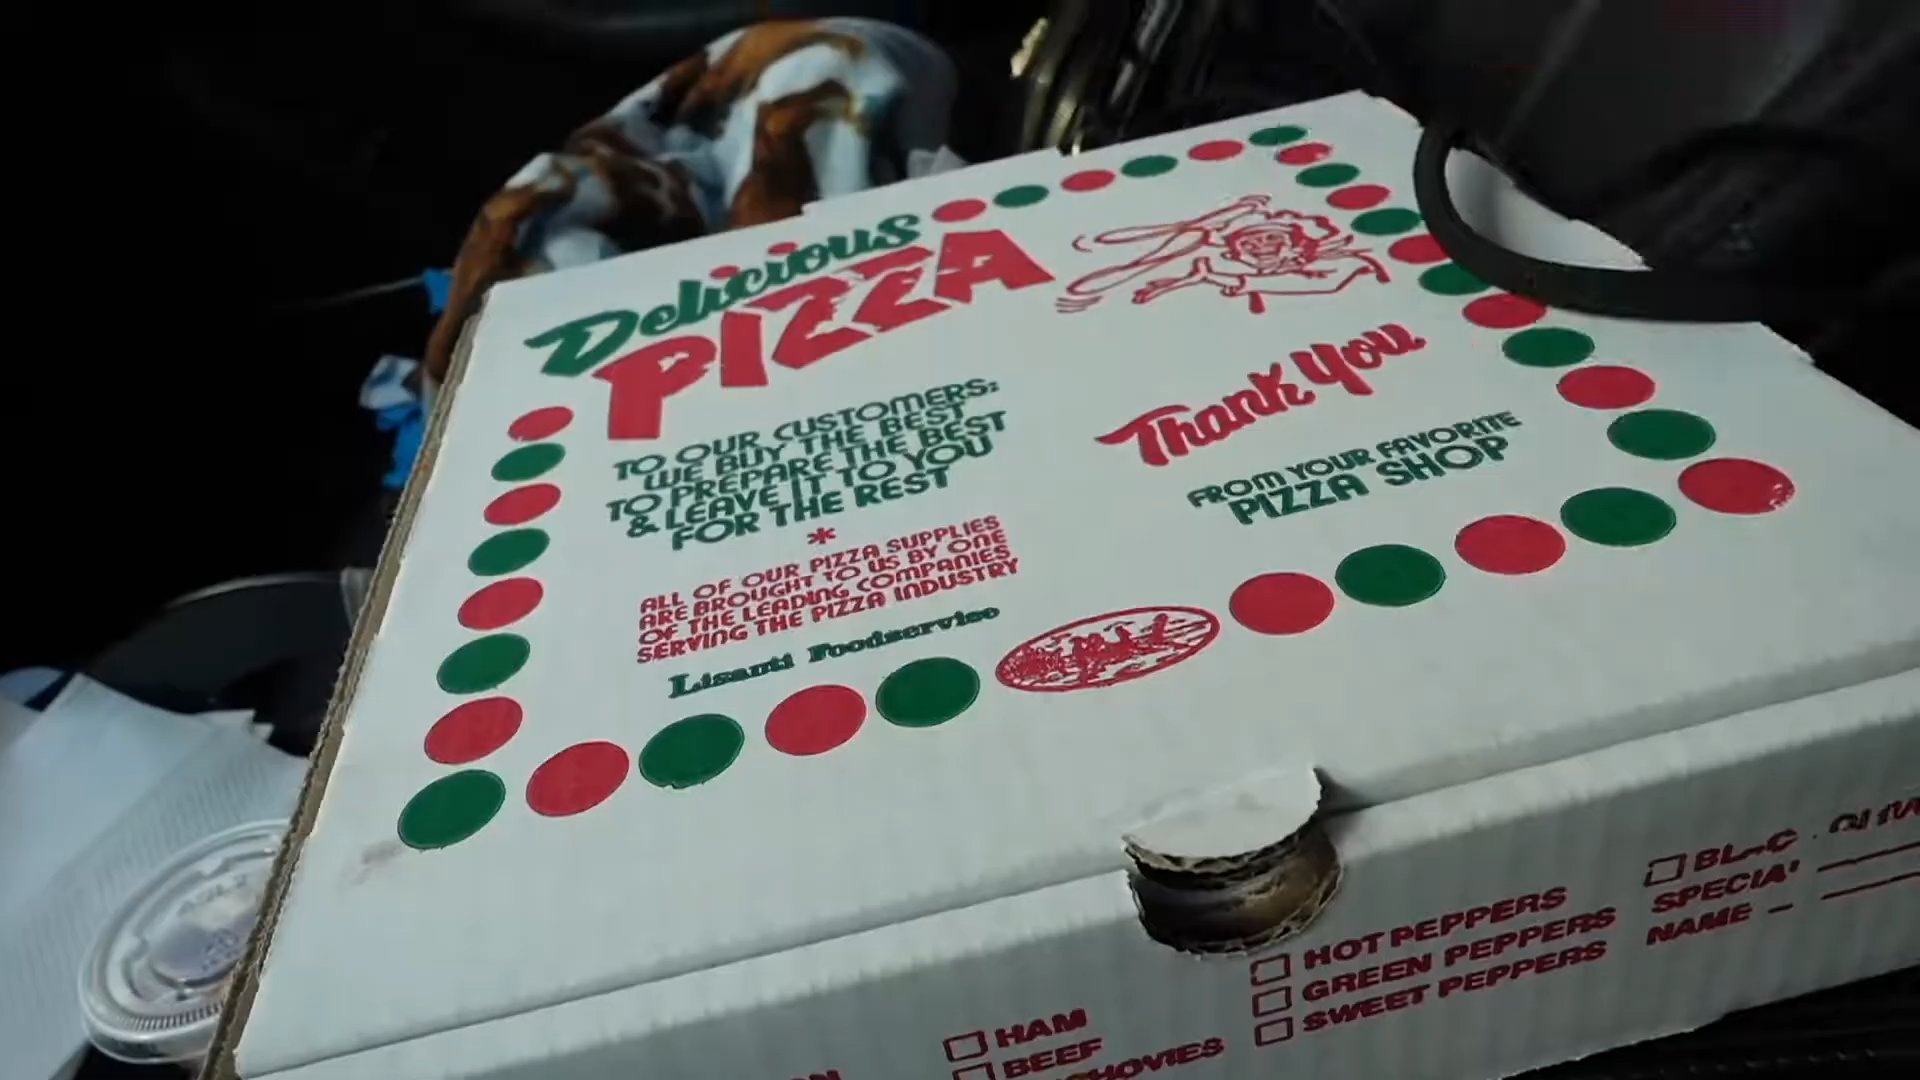 Delicious
PIZZA
TO OUR CUSTOMERS:
WE BUY THE BEST
TO PREPARE THE BEST
& LEAVE IT TO YOU
FOR THE REST
*
ALL OF OUR PIZZA SUPPLIES
ARE BROUGHT TO US BY ONE
OF THE LEADING COMPANIES
SERVING THE PIZZA INDUSTRY
Lisanti Foodservise
Thank You
FROM YOUR FAVORITE
PIZZA SHOP
HAM
BEEF
HOT PEPPERS
GREEN PEPPERS
SWEET PEPPERS
NAME